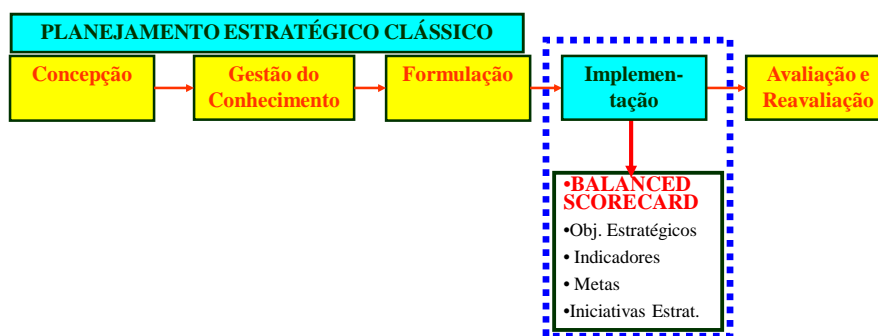 PLANEJAMENTO ESTRATÉGICO CLÁSSICO
Concepção
Gestão do
Conhecimento
Formulação
Implemen-
tação
Avaliação e
Reavaliação
•BALANCED
SCORECARD
•Obj. Estratégicos
• Indicadores
• Metas
•Iniciativas Estrat.